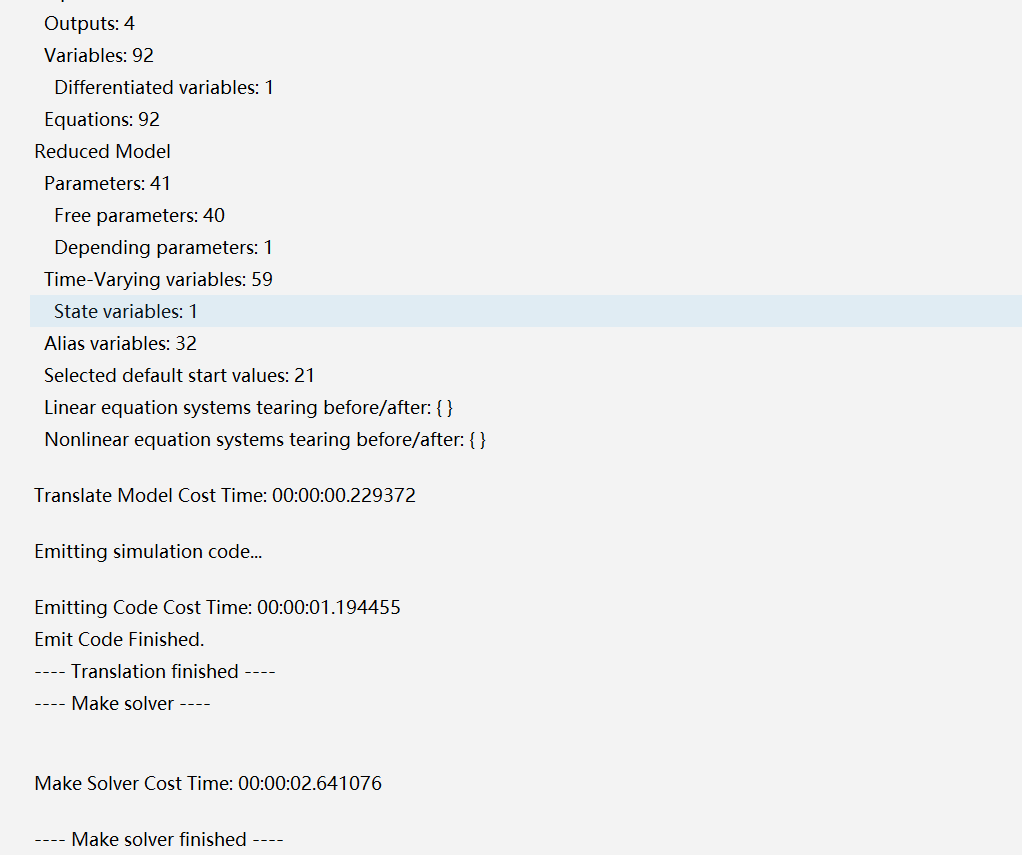 Outputs: 4
Variables: 92
Differentiated variables: 1
Equations: 92
Reduced Model
Parameters: 41
Free parameters: 40
Depending parameters: 1
Time-Varying variables: 59
State variables: 1
Alias variables: 32
Selected default start values: 21
Linear equation systems tearing before/after: { }
Nonlinear equation systems tearing before/after: { }
Translate Model Cost Time: 00:00:00.229372
Emitting simulation code...
Emitting Code Cost Time: 00:00:01.194455
Emit Code Finished.
---- Translation finished ----
---- Make solver ----
Make Solver Cost Time: 00:00:02.641076
---- Make solver finished ----